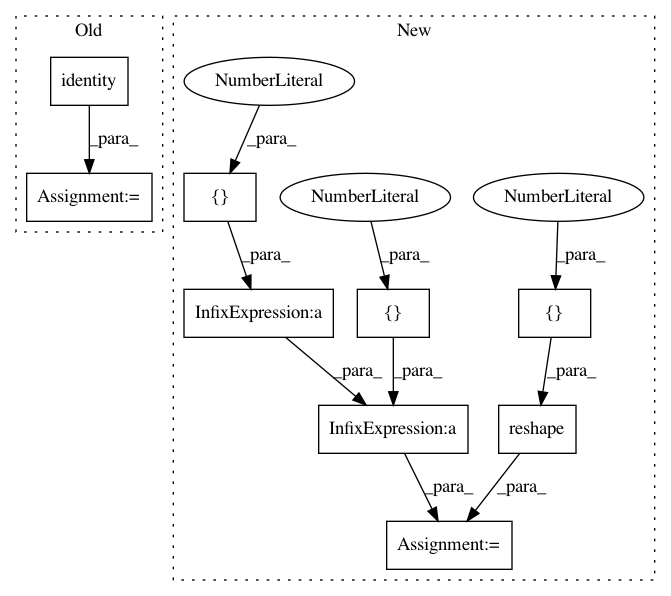 Old
New
identity
NumberLiteral
_para_
_para_
Assignment:=
{}
NumberLiteral
NumberLiteral
_para_
_para_
_para_
InfixExpression:a
{}
{}
_para_
_para_
_para_
InfixExpression:a
reshape
_para_
_para_
Assignment:=